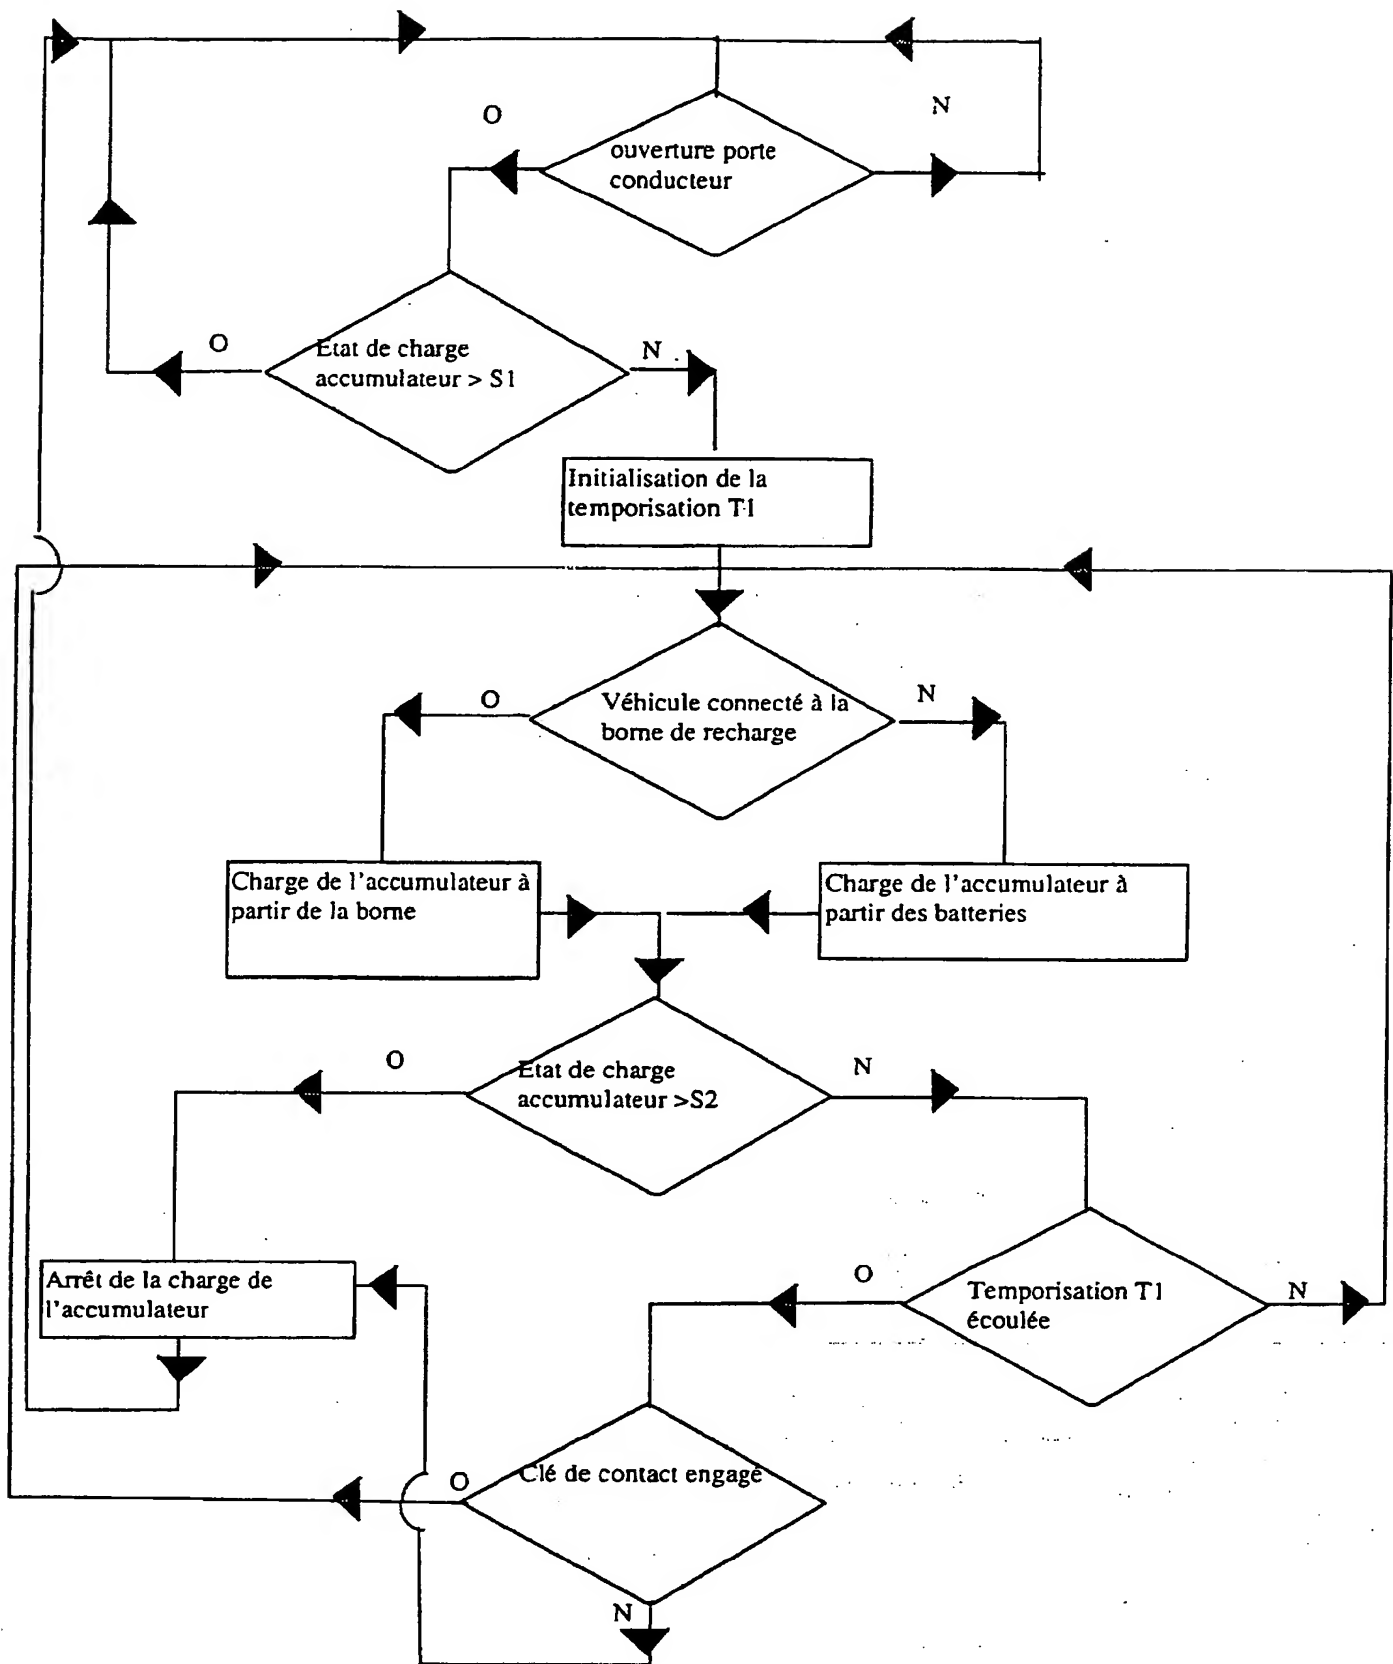 O
N
ouverture porte
conducteur
O
Etat de charge
accumulateur > S1
N
Initialisation de la
temporisation T1
O
Véhicule connecté à la
borne de recharge
N
Charge de l'accumulateur à
partir de la borne
Charge de l'accumulateur à
partir des batteries
O
Etat de charge
accumulateur >S2
N
Arrêt de la charge de
l'accumulateur
O
Temporisation T1
écoulée
N
O
Clé de contact engagé
N